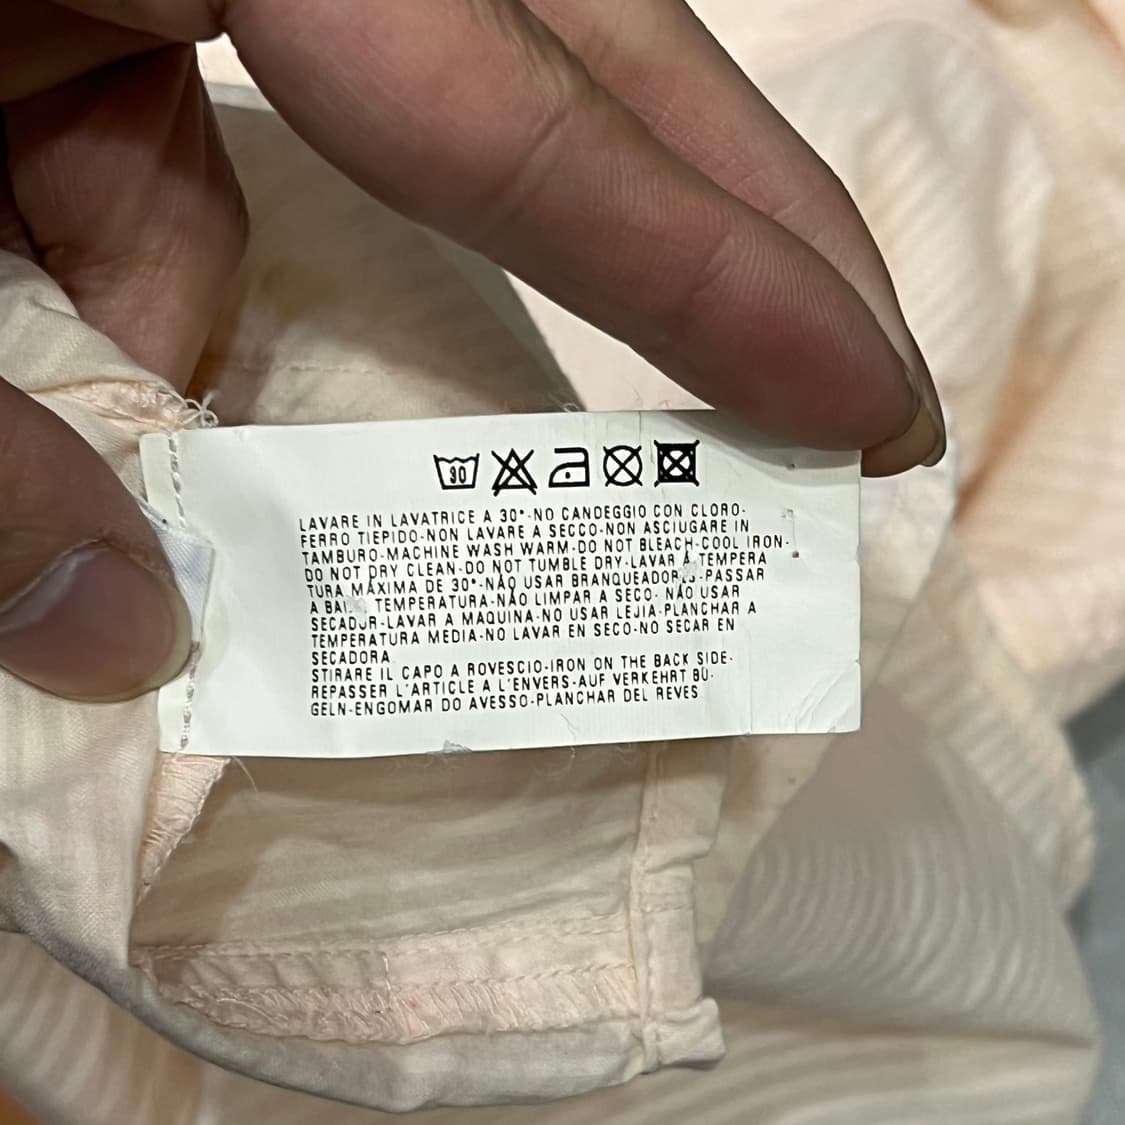 30
LAVARE IN LAVATRICE A 30°-NO CANDEGGIO CON CLORO-
FERRO TIEPIDO-NON LAVARE A SECCO-NON ASCIUGARE IN
TAMBURO-MACHINE WASH WARM-DO NOT BLEACH-COOL IRON-
DO NOT DRY CLEAN-DO NOT TUMBLE DRY-LAVAR Á TEMPERA
TURA MÁXIMA DE 30°-NÃO USAR BRANQUEADORES-PASSAR
A TEMPERATURA-NÃO LIMPAR A SECO- NÃO USAR
SECADOR-LAVAR A MAQUINA-NO USAR LEJIA-PLANCHAR A
TEMPERATURA MEDIA-NO LAVAR EN SECO-NO SECAR EN
SECADORA
STIRARE IL CAPO A ROVESCIO-IRON ON THE BACK SIDE-
REPASSER L'ARTICLE A L'ENVERS-AUF VERKEHRT BÜ-
GELN-ENGOMAR DO AVESSO-PLANCHAR DEL REVES